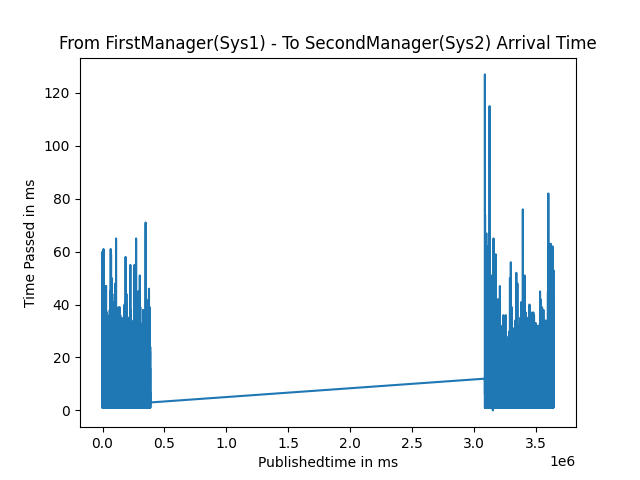 From FirstManager(Sys1) - To SecondManager(Sys2) Arrival Time
120
100
80
60
40
20
0
Time Passed in ms
0.0 0.5 1.0 1.5 2.0 2.5 3.0 3.5
1e6
Publishedtime in ms